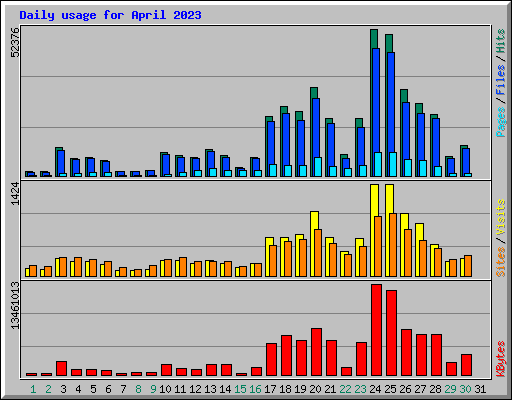 Daily usage for April 2023
52376
1424
13461013
Pages / Files / Hits
Sites / Visits
KBytes
1 2 3 4 5 6 7 8 9 10 11 12 13 14 15 16 17 18 19 20 21 22 23 24 25 26 27 28 29 30 31